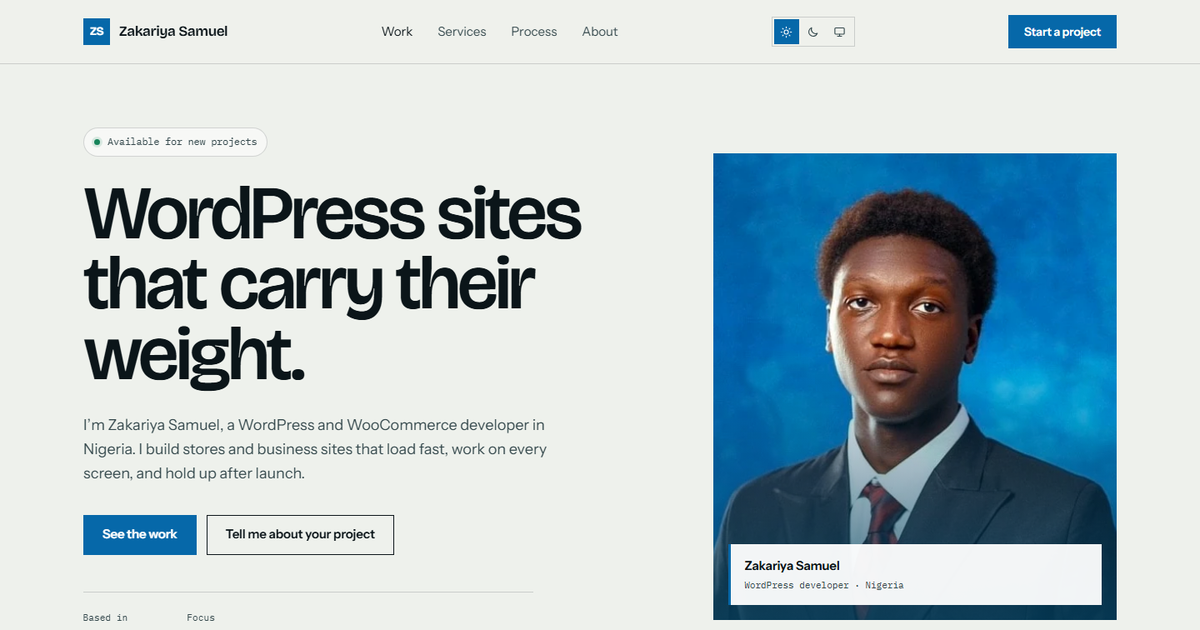 ZS Zakariya Samuel Work Services Process About Start a project
Available for new projects
WordPress sites
that carry their
weight.
I'm Zakariya Samuel, a WordPress and WooCommerce developer in
Nigeria. I build stores and business sites that load fast, work on every
screen, and hold up after launch.
See the work Tell me about your project
Zakariya Samuel
WordPress developer · Nigeria
Based in Focus